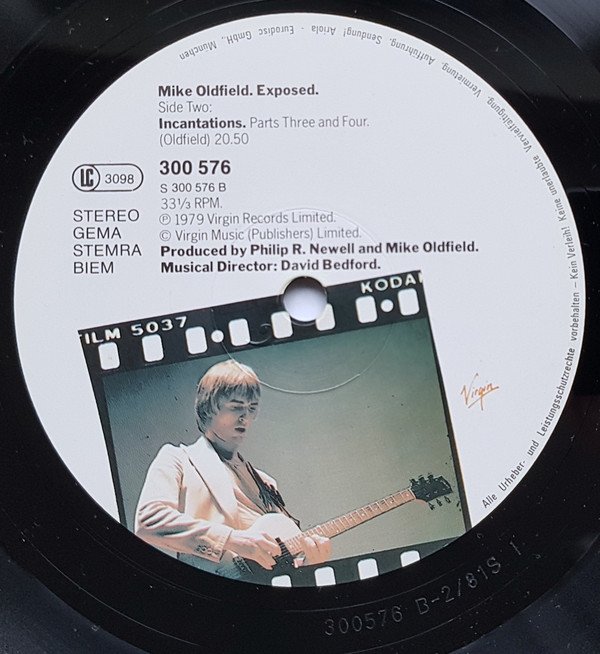 Mike Oldfield. Exposed.
Side Two:
Incantations. Parts Three and Four.
(Oldfield) 20.50
LC 3098
300 576
S 300 576 B
33⅓ RPM.
STEREO
GEMA
STEMRA
BIEM
℗ 1979 Virgin Records Limited.
© Virgin Music (Publishers) Limited.
Produced by Philip R. Newell and Mike Oldfield.
Musical Director: David Bedford.
ILM 5037
KODA
Virgin
Alle Urheber- und Leistungsschutzrechte vorbehalten – Kein Verleih! Keine unerlaubte Vervielfältigung, Vermietung, Aufführung, Sendung! Ariola - Eurodisc GmbH., München
300576 B-2/81S 1